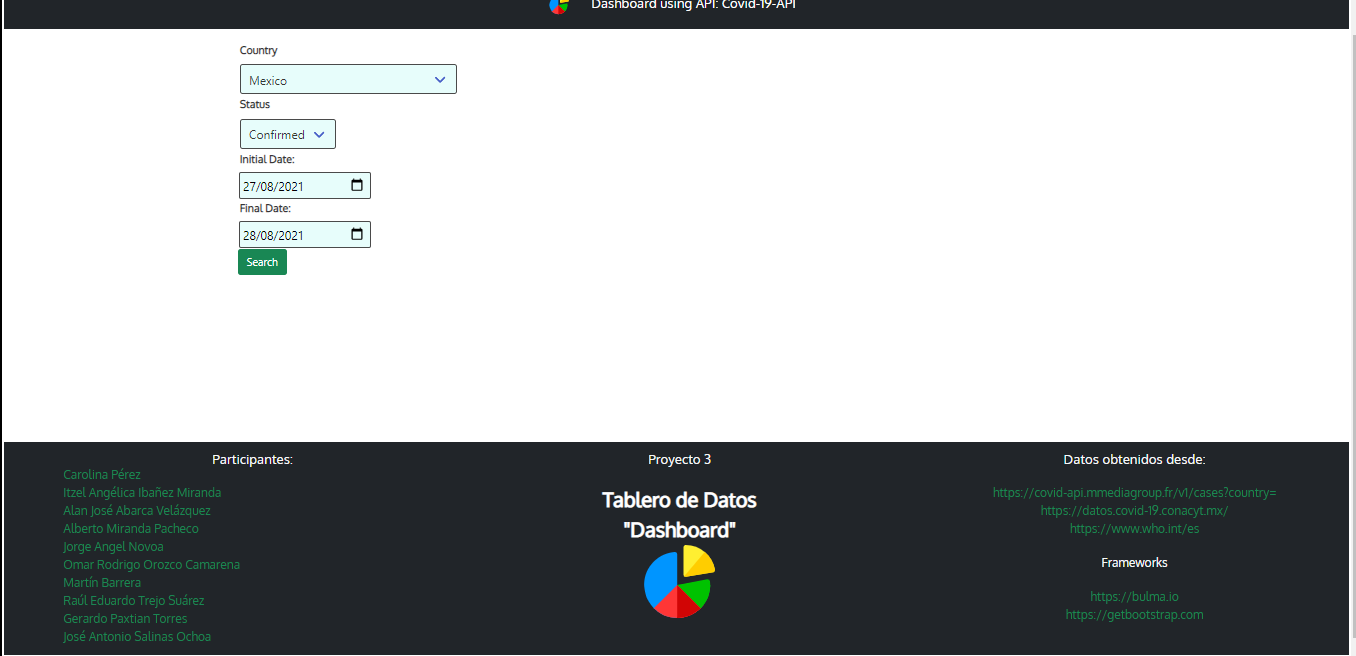 Dashboard using API: Covid-19-API
Country
Mexico
Status
Confirmed
Initial Date:
27/08/2021
Final Date:
28/08/2021
Search
Participantes:
Carolina Pérez
Itzel Angélica Ibañez Miranda
Alan José Abarca Velázquez
Alberto Miranda Pacheco
Jorge Angel Novoa
Omar Rodrigo Orozco Camarena
Martín Barrera
Raúl Eduardo Trejo Suárez
Gerardo Paxtian Torres
José Antonio Salinas Ochoa
Proyecto 3
Tablero de Datos
"Dashboard"
Datos obtenidos desde:
https://covid-api.mmediagroup.fr/v1/cases?country=
https://datos.covid-19.conacyt.mx/
https://www.who.int/es
Frameworks
https://bulma.io
https://getbootstrap.com